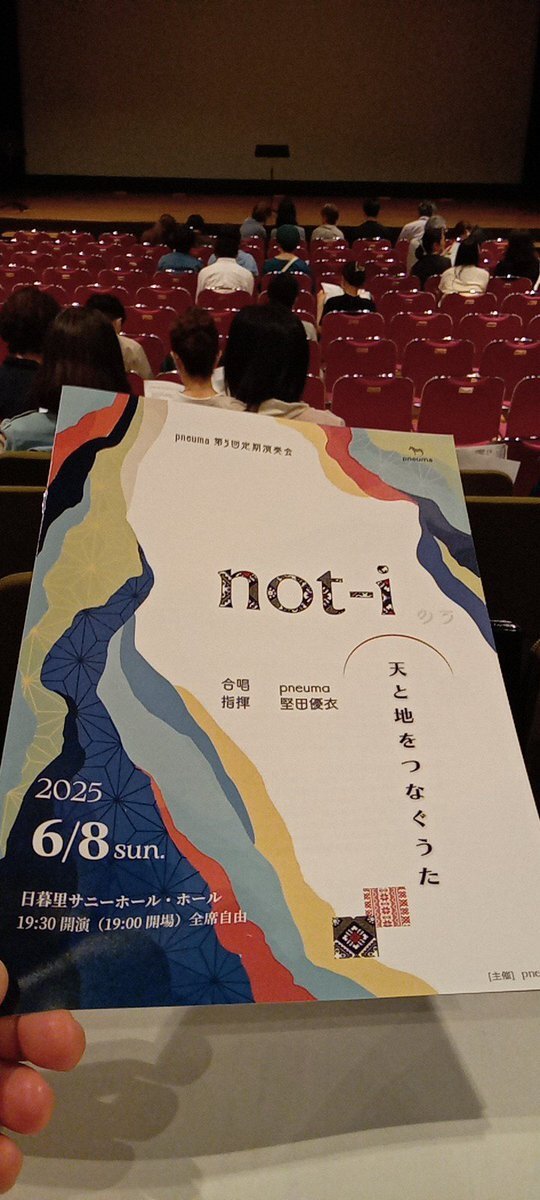 pneuma 第5回定期演奏会
pneuma
not-i
のう
合唱 pneuma
指揮 堅田優衣
天と地をつなぐうた
2025
6/8 sun.
日暮里サニーホール・ホール
19:30 開演（19:00 開場）全席自由
[主催]